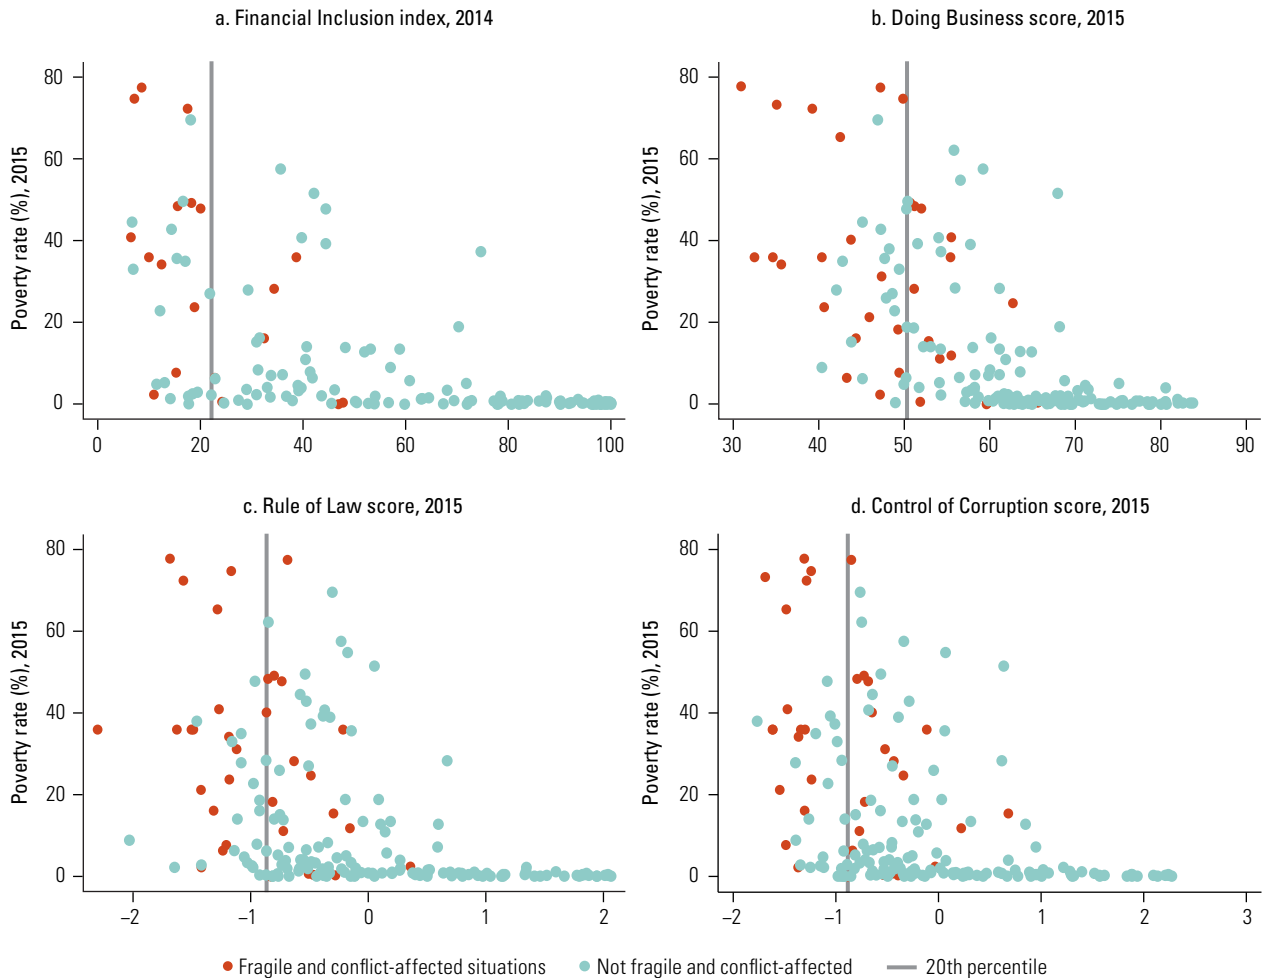 a. Financial Inclusion index, 2014
Poverty rate (%), 2015
80
60
40
20
0
0 20 40 60 80 100
b. Doing Business score, 2015
Poverty rate (%), 2015
80
60
40
20
0
30 40 50 60 70 80 90
c. Rule of Law score, 2015
Poverty rate (%), 2015
80
60
40
20
0
−2 −1 0 1 2
d. Control of Corruption score, 2015
Poverty rate (%), 2015
80
60
40
20
0
−2 −1 0 1 2 3
Fragile and conflict-affected situations Not fragile and conflict-affected 20th percentile